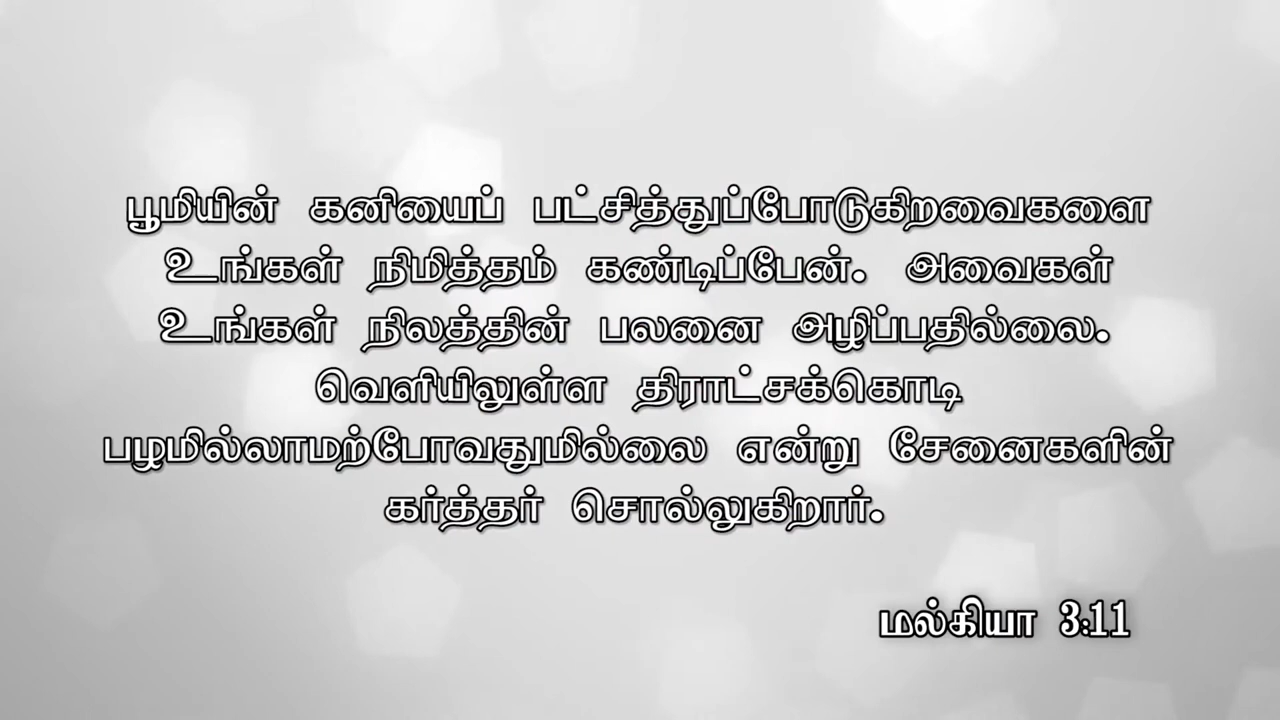 பூமியின் கனியைப் பட்சித்துப்போடுகிறவைகளை
உங்கள் நிமித்தம் கண்டிப்பேன். அவைகள்
உங்கள் நிலத்தின் பலனை அழிப்பதில்லை.
வெளியிலுள்ள திராட்சக்கொடி
பழமில்லாமற்போவதுமில்லை என்று சேனைகளின்
கர்த்தர் சொல்லுகிறார்.
மல்கியா 3:11